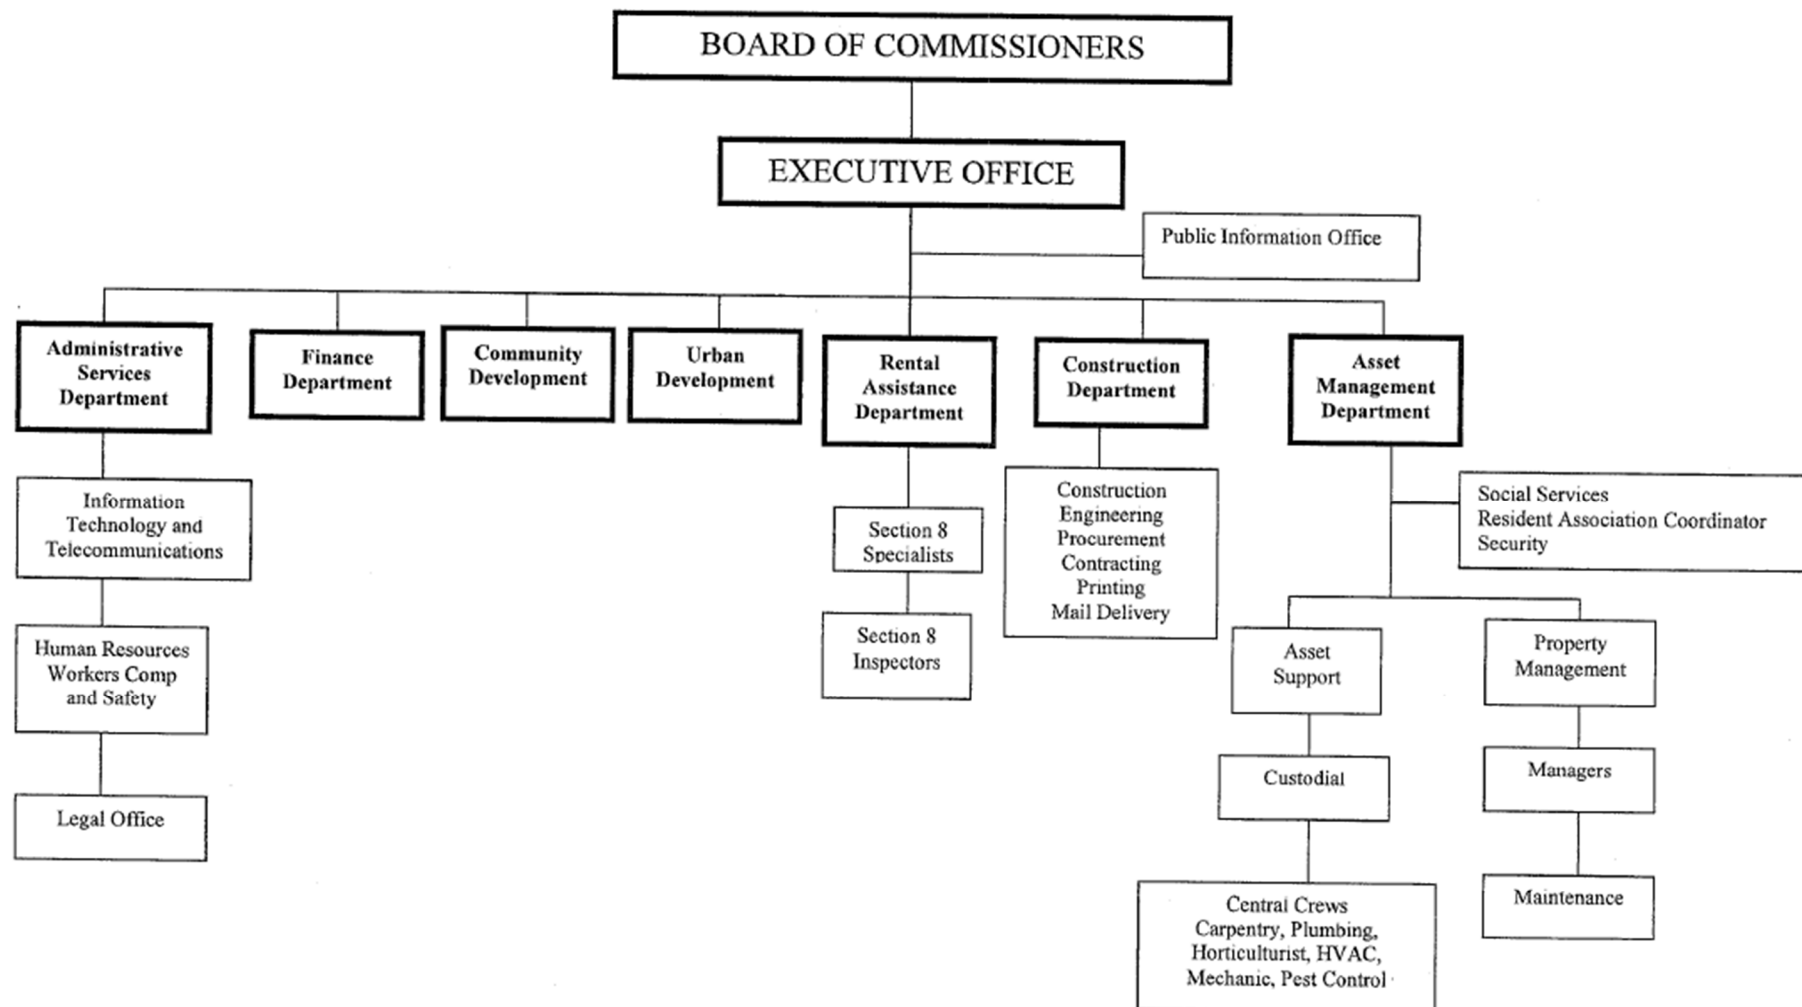 BOARD OF COMMISSIONERS
EXECUTIVE OFFICE
Public Information Office
Administrative
Services
Department
Finance
Department
Community
Development
Urban
Development
Rental
Assistance
Department
Construction
Department
Asset
Management
Department
Information
Technology and
Telecommunications
Human Resources
Workers Comp
and Safety
Legal Office
Section 8
Specialists
Section 8
Inspectors
Construction
Engineering
Procurement
Contracting
Printing
Mail Delivery
Social Services
Resident Association Coordinator
Security
Asset
Support
Custodial
Central Crews
Carpentry, Plumbing,
Horticulturist, HVAC,
Mechanic, Pest Control
Property
Management
Managers
Maintenance